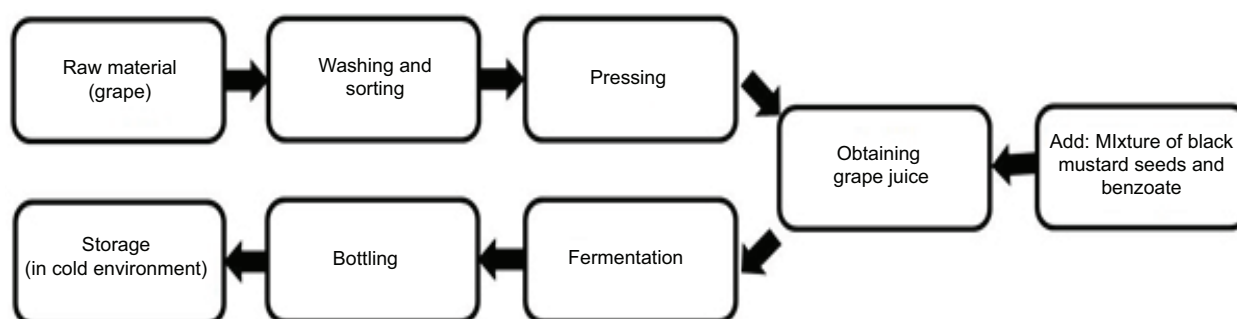 Raw material
(grape)
Washing and
sorting
Pressing
Obtaining
grape juice
Add: MIxture of black
mustard seeds and
benzoate
Fermentation
Bottling
Storage
(in cold environment)